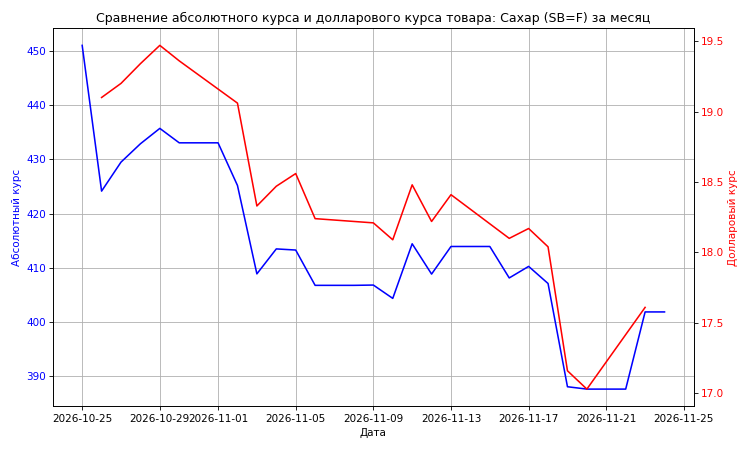 Сравнение абсолютного курса и долларового курса товара: Сахар (SB=F) за месяц
Абсолютный курс
450
440
430
420
410
400
390
19.5
19.0
18.5
18.0
17.5
17.0
Долларовый курс
2026-10-25 2026-10-29 2026-11-01 2026-11-05 2026-11-09 2026-11-13 2026-11-17 2026-11-21 2026-11-25
Дата